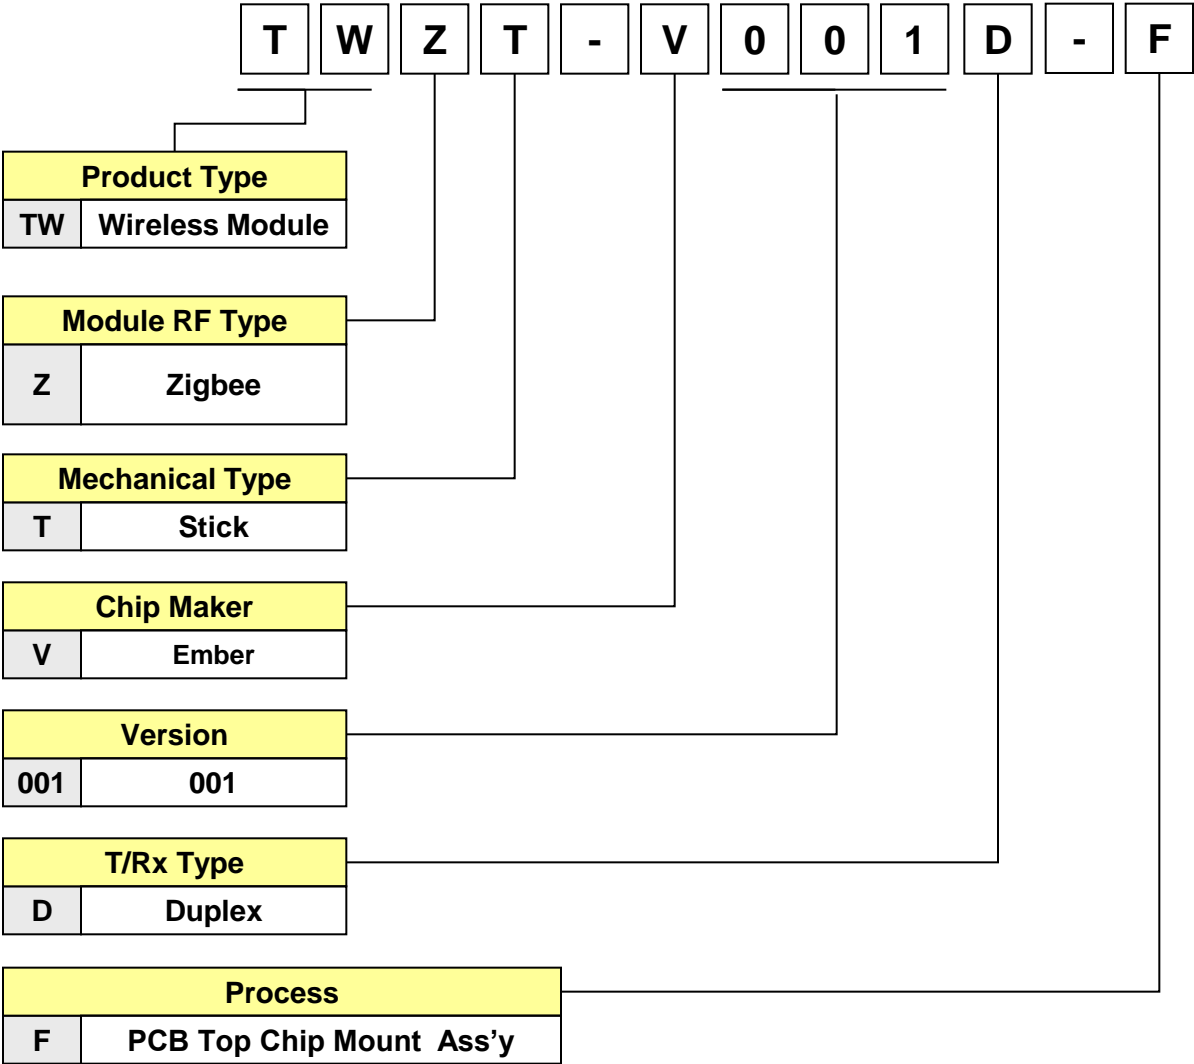 T W Z T - V 0 0 1 D - F
Product Type
TW Wireless Module
Module RF Type
Z Zigbee
Mechanical Type
T Stick
Chip Maker
V Ember
Version
001 001
T/Rx Type
D Duplex
Process
F PCB Top Chip Mount Ass’y